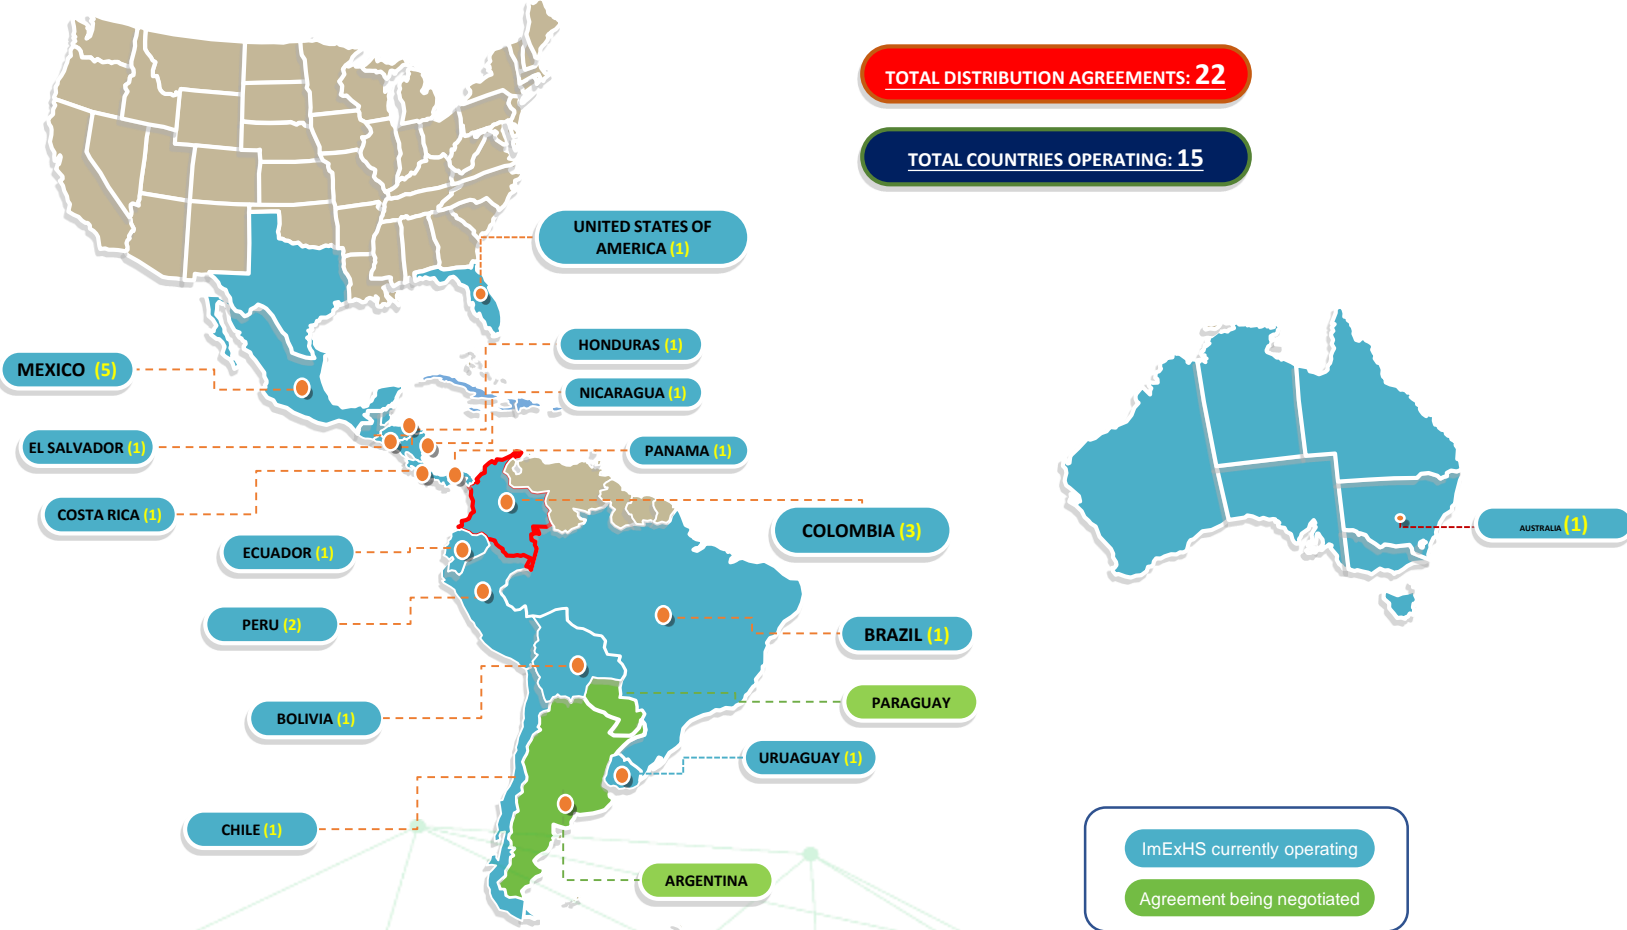 TOTAL DISTRIBUTION AGREEMENTS: 22
TOTAL COUNTRIES OPERATING: 15
UNITED STATES OF
AMERICA (1)
HONDURAS (1)
MEXICO (5)
NICARAGUA (1)
EL SALVADOR (1)
PANAMA (1)
COSTA RICA (1)
COLOMBIA (3)
AUSTRALIA (1)
ECUADOR (1)
PERU (2)
BRAZIL (1)
PARAGUAY
BOLIVIA (1)
URUAGUAY (1)
CHILE (1)
ARGENTINA
ImExHS currently operating
Agreement being negotiated